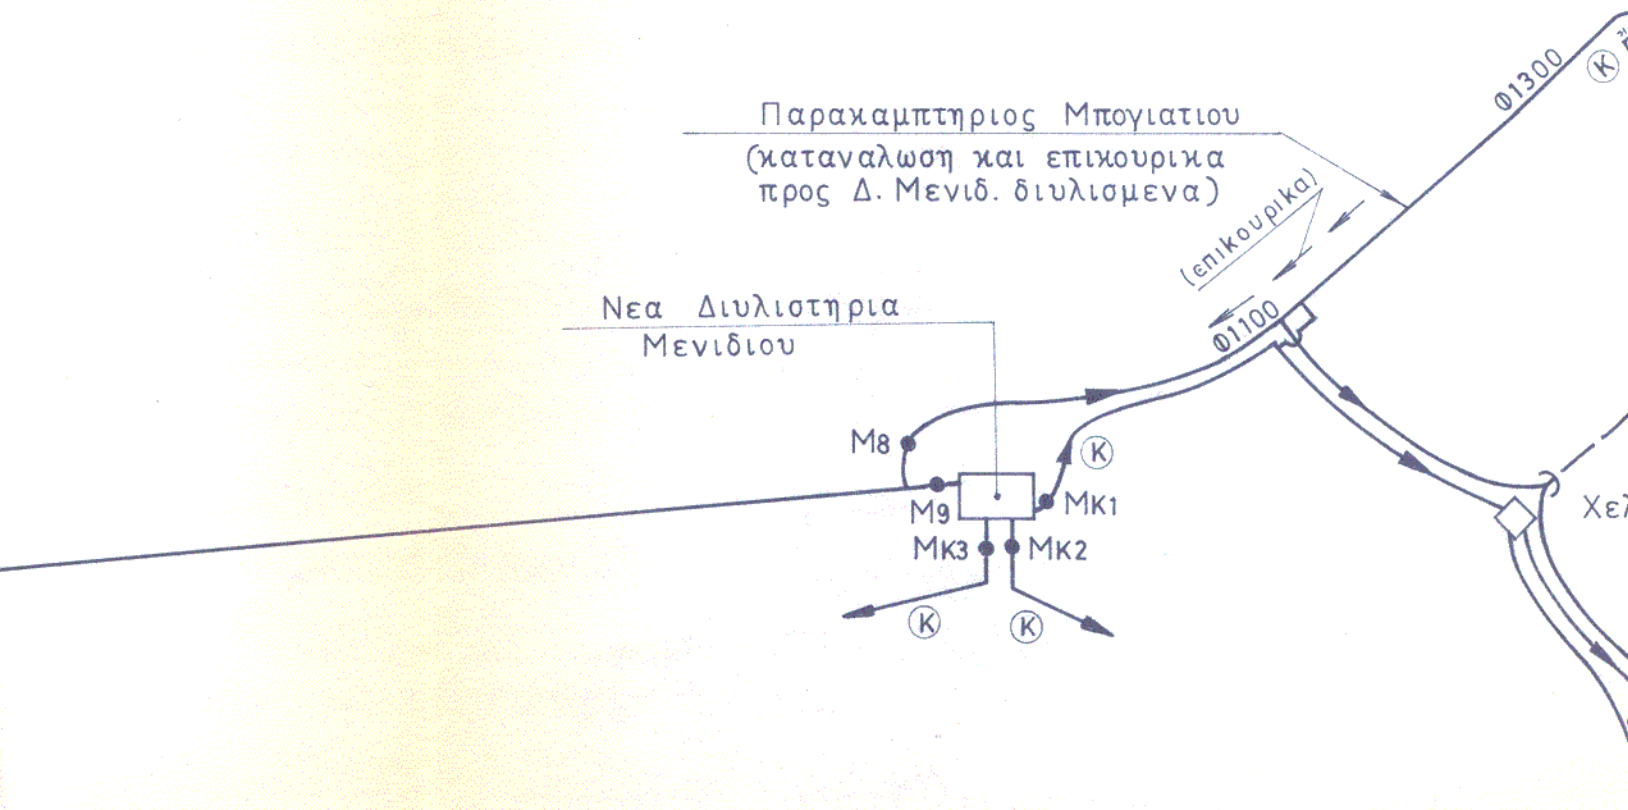 Φ1300
Κ
Παρακαμπτηριος Μπογιατιου
(καταναλωση και επικουρικα
προς Δ. Μενιδ. διυλισμενα)
(επικουρικα)
Φ1100
Νεα Διυλιστηρια
Μενιδιου
Μ8
Κ
Μ9
Μκ1
Μκ3
Μκ2
Κ
Κ
Χελ